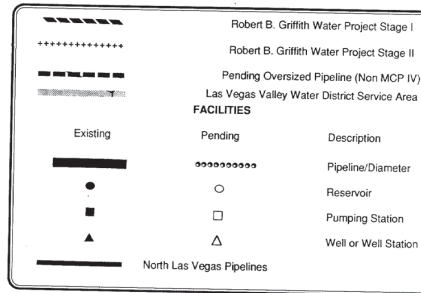 Robert B. Griffith Water Project Stage I
Robert B. Griffith Water Project Stage II
Pending Oversized Pipeline (Non MCP IV)
Las Vegas Valley Water District Service Area
FACILITIES
Existing Pending Description
Pipeline/Diameter
Reservoir
Pumping Station
Well or Well Station
North Las Vegas Pipelines